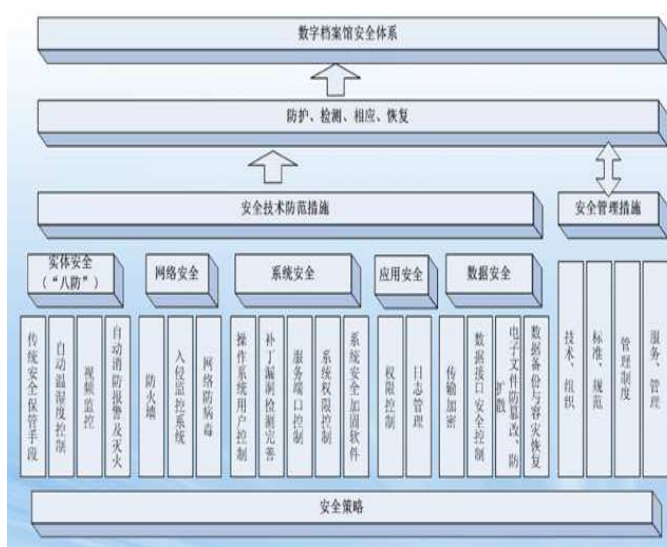 数字档案馆安全体系
防护、检测、相应、恢复
安全技术防范措施
安全管理措施
实体安全
(“八防”)
网络安全
系统安全
应用安全
数据安全
传统安全保管手段
自动温湿度控制
视频监控
自动消防报警及灭火
防火墙
入侵监控系统
网络防病毒
操作系统用户控制
补丁漏洞检测完善
服务端口控制
系统权限控制
系统安全加固软件
权限控制
日志管理
传输加密
数据接口安全控制
电子文件防篡改、防
扩散
数据备份与容灾恢复
技术、组织
标准、规范
管理制度
服务、管理
安全策略